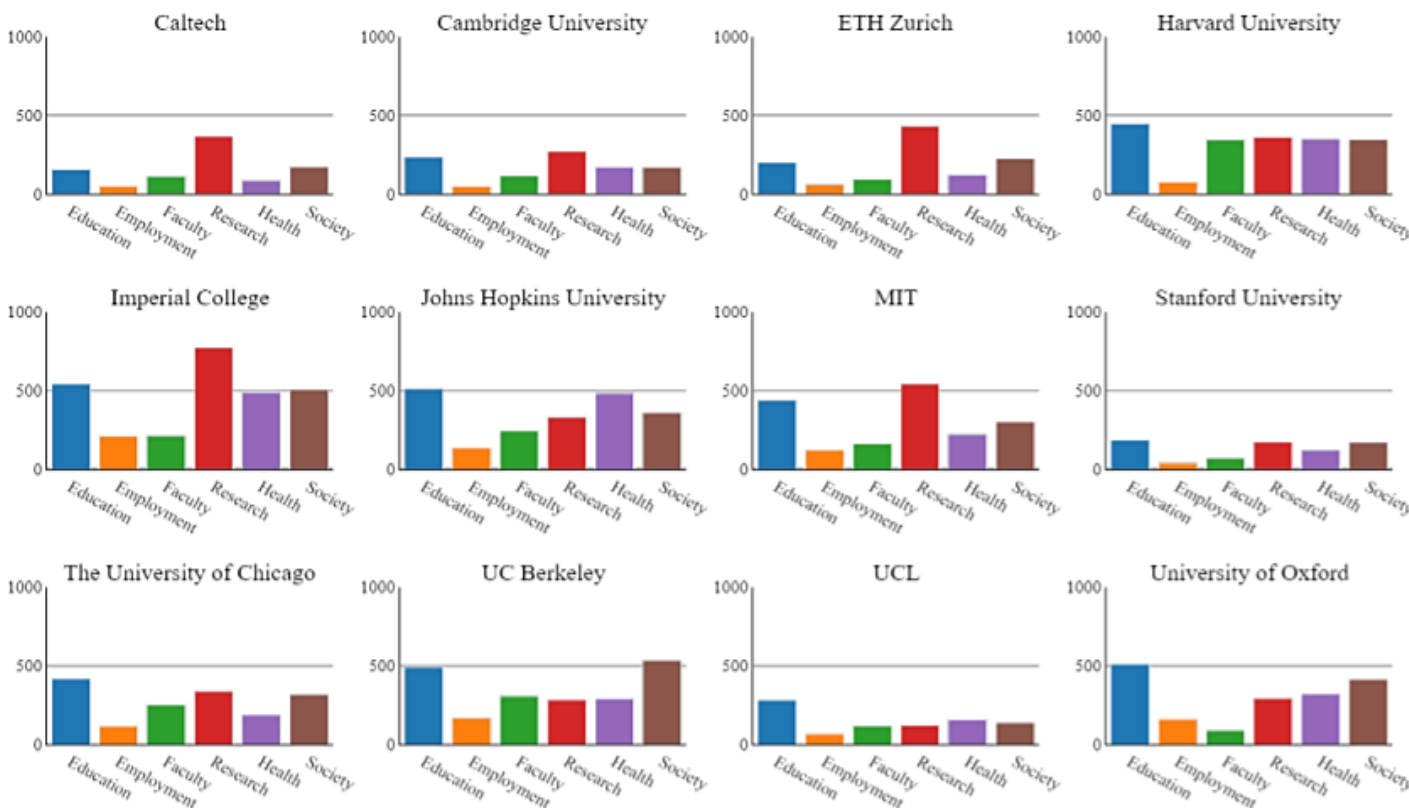 Caltech
1000
500
0
Education
Employment
Faculty
Research
Health
Society
Cambridge University
1000
500
0
Education
Employment
Faculty
Research
Health
Society
ETH Zurich
1000
500
0
Education
Employment
Faculty
Research
Health
Society
Harvard University
1000
500
0
Education
Employment
Faculty
Research
Health
Society
Imperial College
1000
500
0
Education
Employment
Faculty
Research
Health
Society
Johns Hopkins University
1000
500
0
Education
Employment
Faculty
Research
Health
Society
MIT
1000
500
0
Education
Employment
Faculty
Research
Health
Society
Stanford University
1000
500
0
Education
Employment
Faculty
Research
Health
Society
The University of Chicago
1000
500
0
Education
Employment
Faculty
Research
Health
Society
UC Berkeley
1000
500
0
Education
Employment
Faculty
Research
Health
Society
UCL
1000
500
0
Education
Employment
Faculty
Research
Health
Society
University of Oxford
1000
500
0
Education
Employment
Faculty
Research
Health
Society